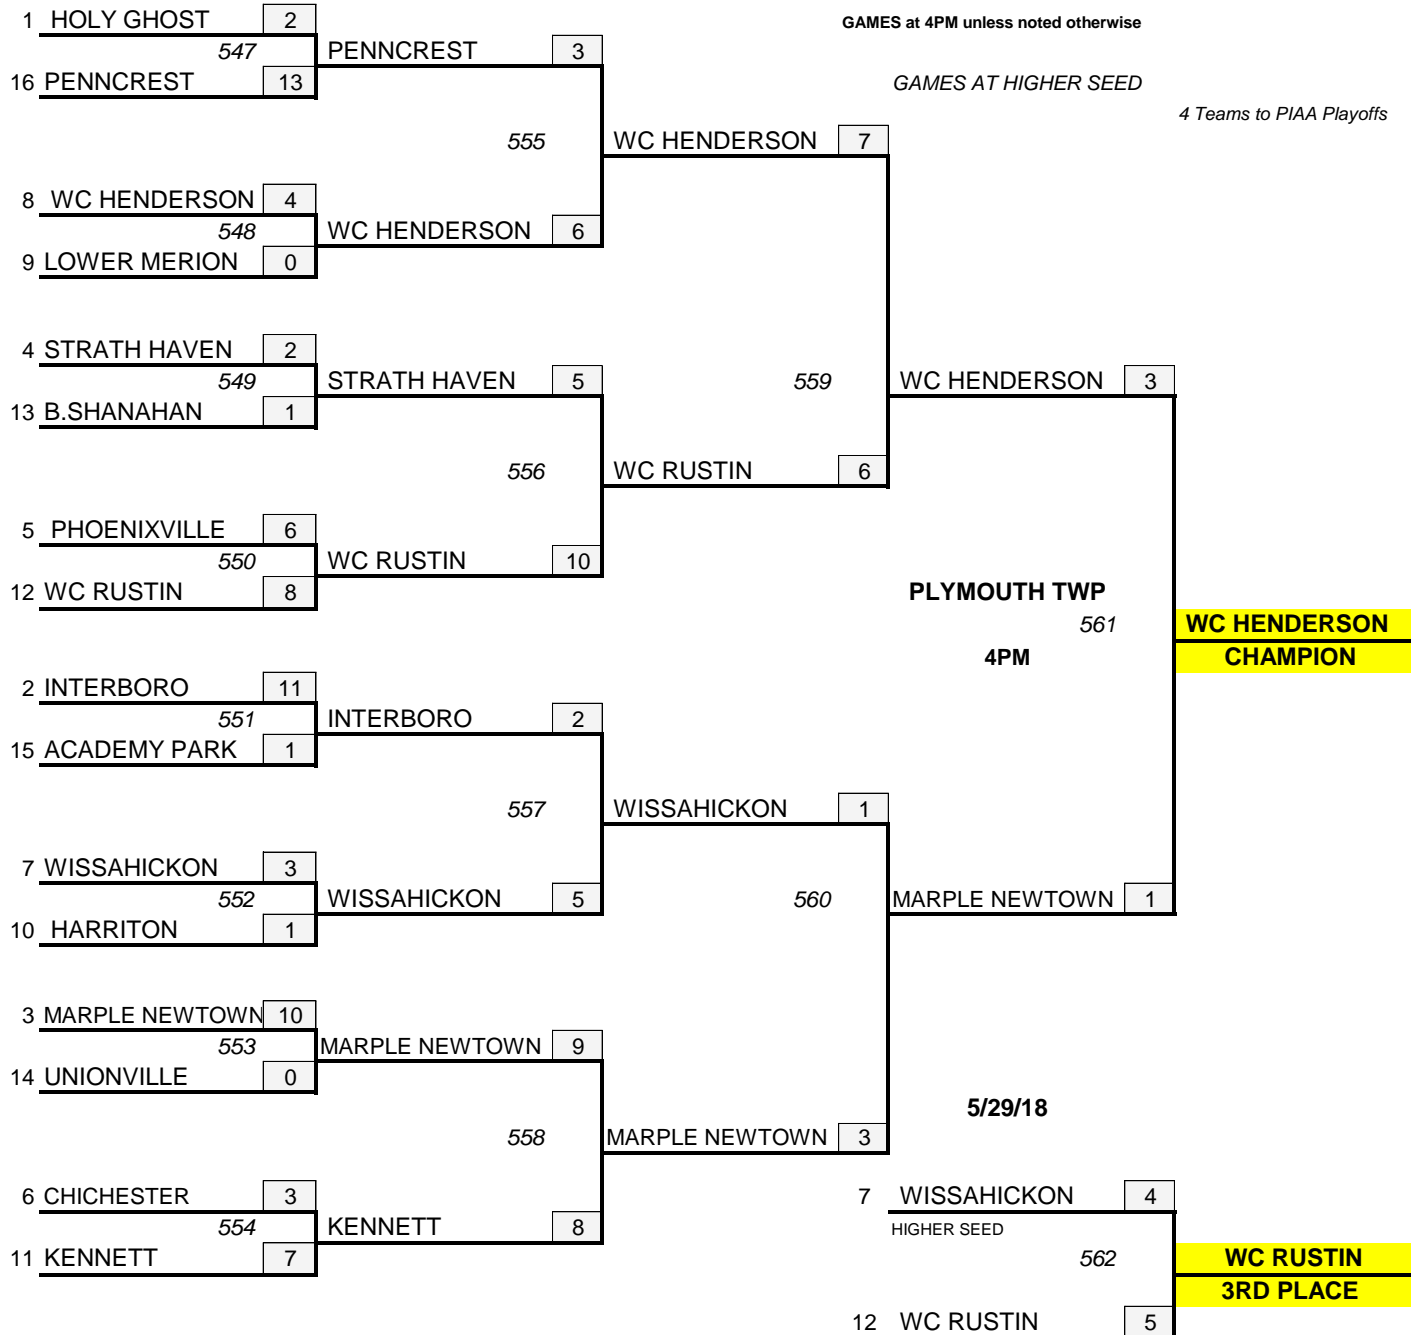 1 HOLY GHOST 2
GAMES at 4PM unless noted otherwise
547 PENNCREST 3
16 PENNCREST 13
GAMES AT HIGHER SEED
4 Teams to PIAA Playoffs
555 WC HENDERSON 7
8 WC HENDERSON 4
548 WC HENDERSON 6
9 LOWER MERION 0
4 STRATH HAVEN 2
549 STRATH HAVEN 5
559 WC HENDERSON 3
13 B.SHANAHAN 1
556 WC RUSTIN 6
5 PHOENIXVILLE 6
550 WC RUSTIN 10
12 WC RUSTIN 8
PLYMOUTH TWP
561 WC HENDERSON
4PM
CHAMPION
2 INTERBORO 11
551 INTERBORO 2
15 ACADEMY PARK 1
557 WISSAHICKON 1
7 WISSAHICKON 3
552 WISSAHICKON 5
560 MARPLE NEWTOWN 1
10 HARRITON 1
3 MARPLE NEWTOWN 10
553 MARPLE NEWTOWN 9
14 UNIONVILLE 0
5/29/18
558 MARPLE NEWTOWN 3
6 CHICHESTER 3
7 WISSAHICKON 4
554 KENNETT 8
HIGHER SEED
11 KENNETT 7
562 WC RUSTIN
3RD PLACE
12 WC RUSTIN 5